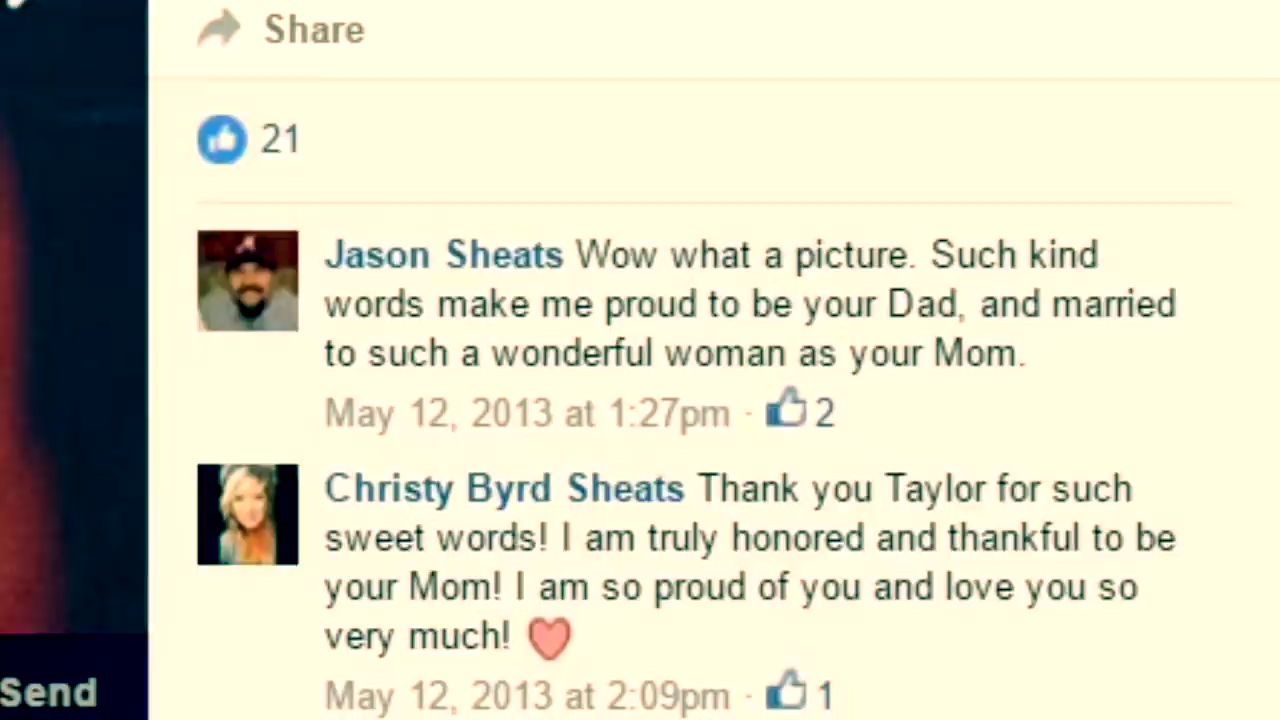 Share
21
Jason Sheats Wow what a picture. Such kind
words make me proud to be your Dad, and married
to such a wonderful woman as your Mom.
May 12, 2013 at 1:27pm · 2
Christy Byrd Sheats Thank you Taylor for such
sweet words! I am truly honored and thankful to be
your Mom! I am so proud of you and love you so
very much!
May 12, 2013 at 2:09pm · 1
Send